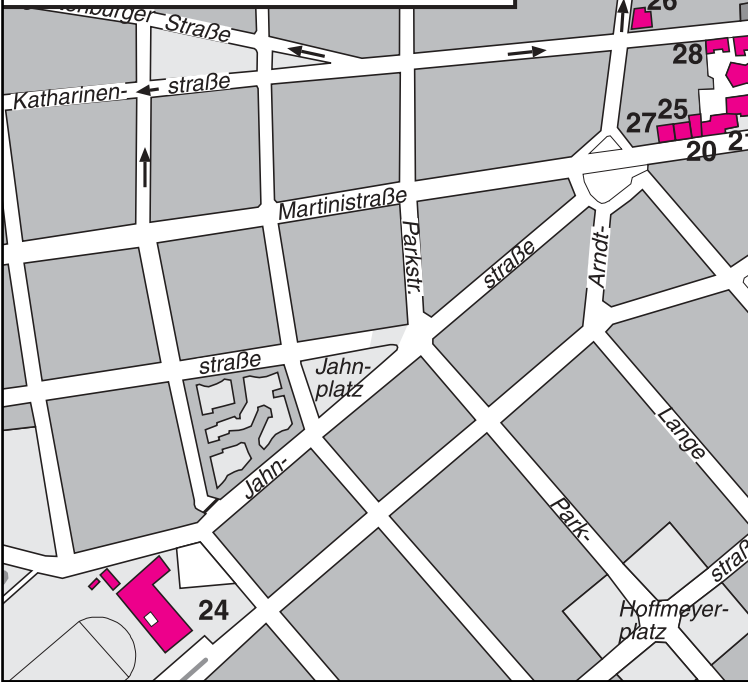 Straße
26
28
Katharinen-
straße
25
27
20
Martinistraße
Parkstr.
straße
Arndt-
straße
Jahn-
platz
Lange
Jahn-
Park-
24
Hoffmeyer-
platz